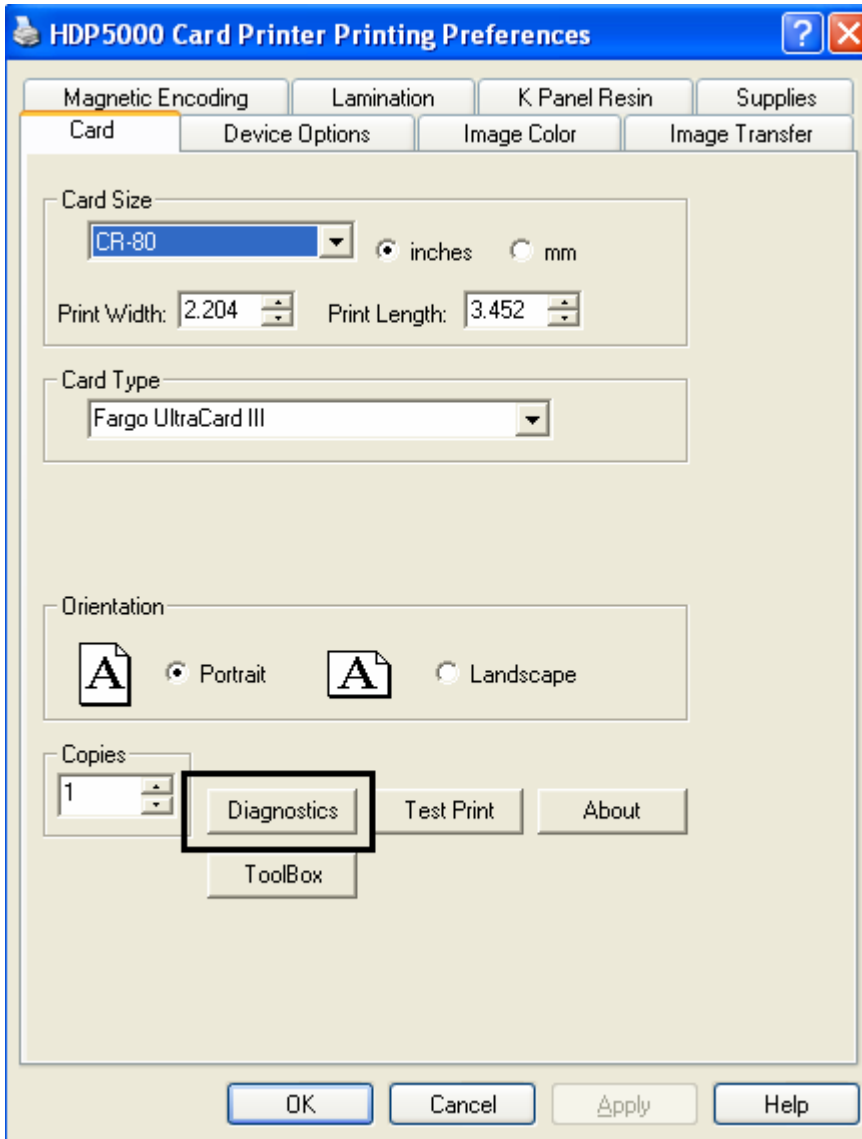 HDP5000 Card Printer Printing Preferences
Magnetic Encoding Lamination K Panel Resin Supplies
Card Device Options Image Color Image Transfer
Card Size
CR-80 inches mm
Print Width: 2.204 Print Length: 3.452
Card Type
Fargo UltraCard III
Orientation
A Portrait A Landscape
Copies
1 Diagnostics Test Print About
ToolBox
OK Cancel Apply Help